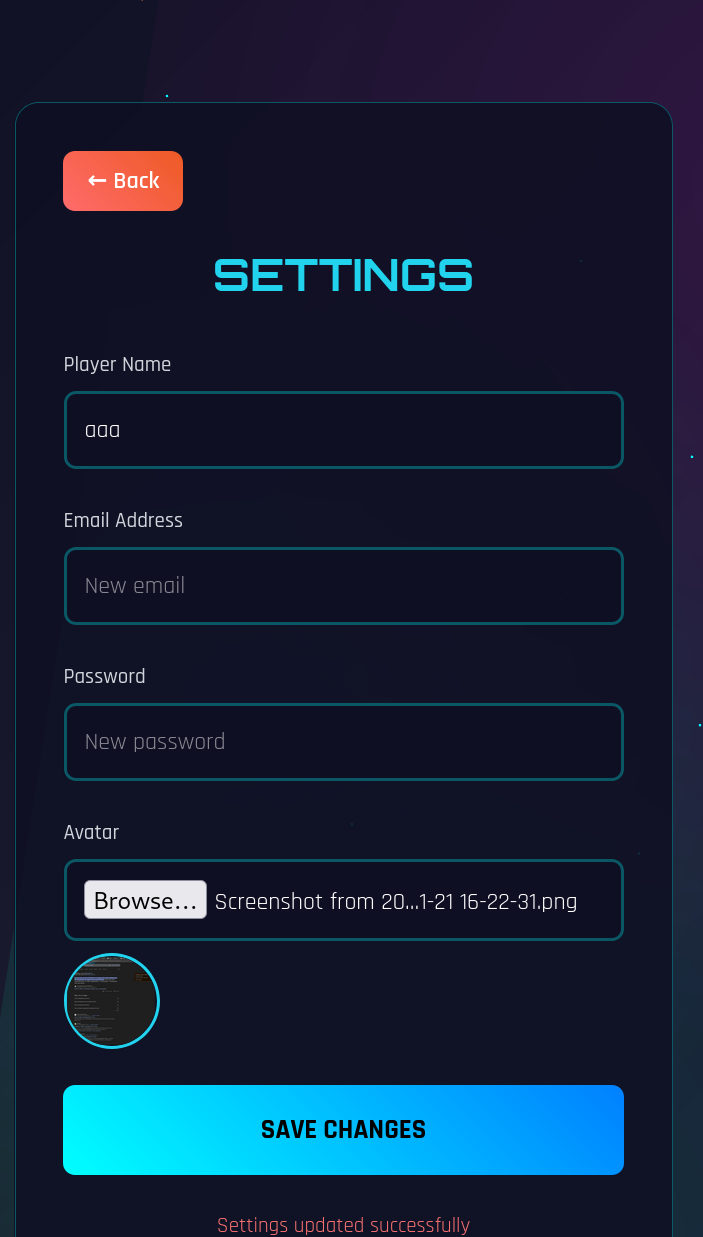 ← Back
SETTINGS
Player Name
aaa
Email Address
New email
Password
New password
Avatar
Browse... Screenshot from 20...1-21 16-22-31.png
SAVE CHANGES
Settings updated successfully